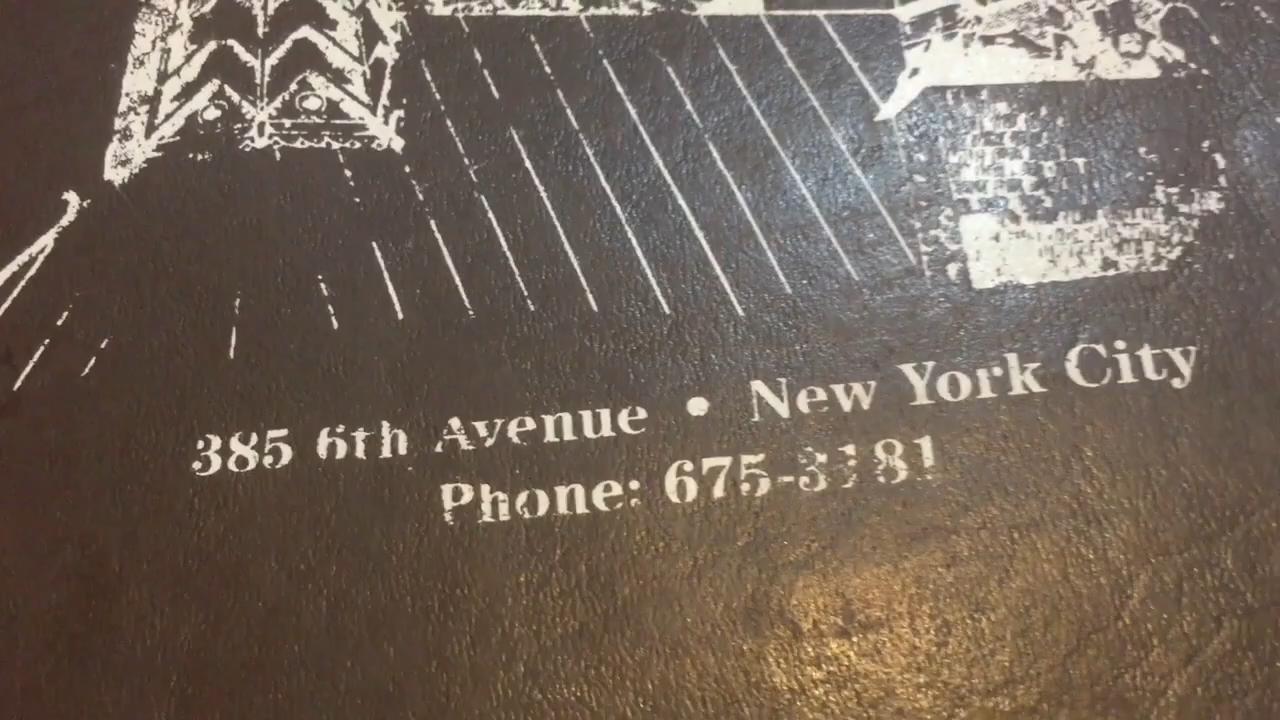 385 6th Avenue • New York City
Phone: 675-3181